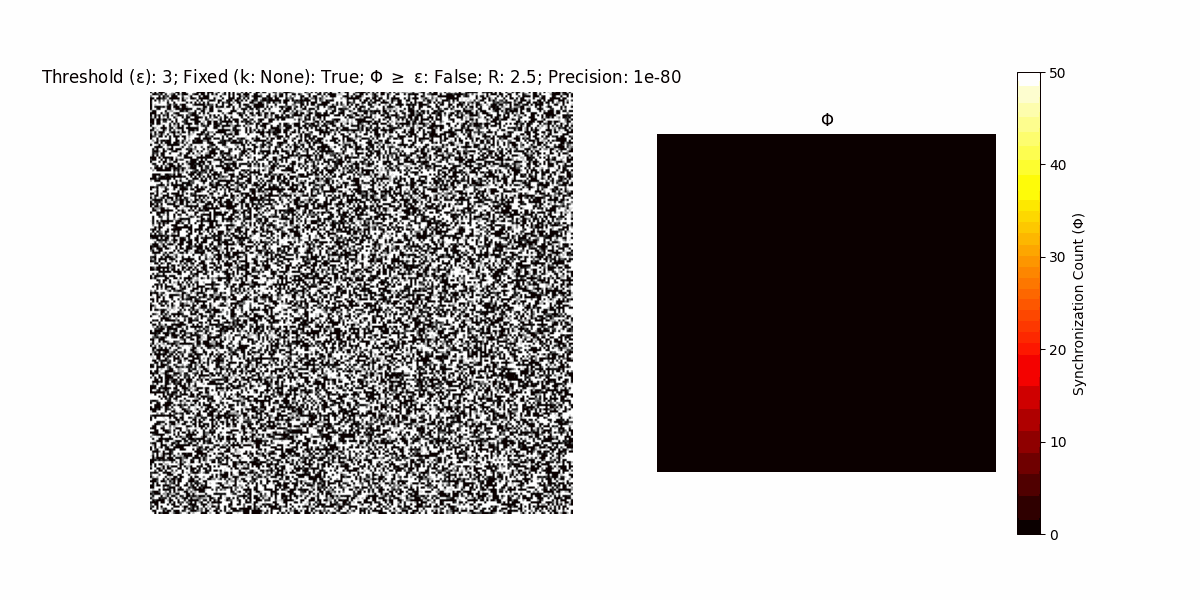 Threshold (ε): 3; Fixed (k: None): True; Φ ≥ ε: False; R: 2.5; Precision: 1e-80
Φ
50
40
30
20
10
0
Synchronization Count (Φ)